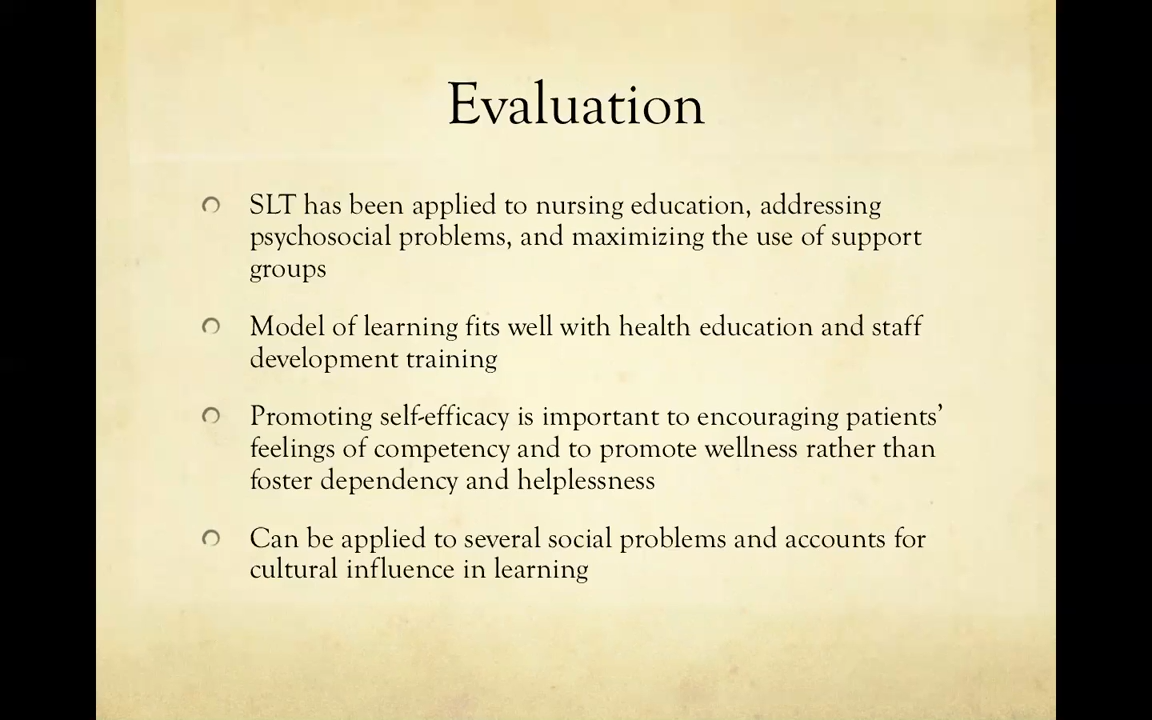 Evaluation
SLT has been applied to nursing education, addressing
psychosocial problems, and maximizing the use of support
groups
Model of learning fits well with health education and staff
development training
Promoting self-efficacy is important to encouraging patients’
feelings of competency and to promote wellness rather than
foster dependency and helplessness
Can be applied to several social problems and accounts for
cultural influence in learning